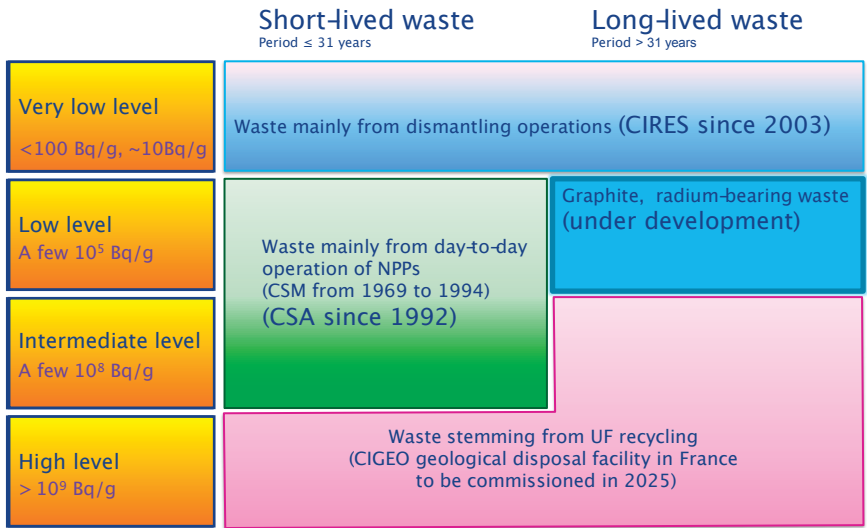 Short-lived waste
Period ≤ 31 years
Long-lived waste
Period > 31 years
Very low level
<100 Bq/g, ~10Bq/g
Waste mainly from dismantling operations (CIRES since 2003)
Low level
A few 10⁵ Bq/g
Graphite, radium-bearing waste
(under development)
Waste mainly from day-to-day
operation of NPPs
(CSM from 1969 to 1994)
(CSA since 1992)
Intermediate level
A few 10⁸ Bq/g
High level
> 10⁹ Bq/g
Waste stemming from UF recycling
(CIGEO geological disposal facility in France
to be commissioned in 2025)